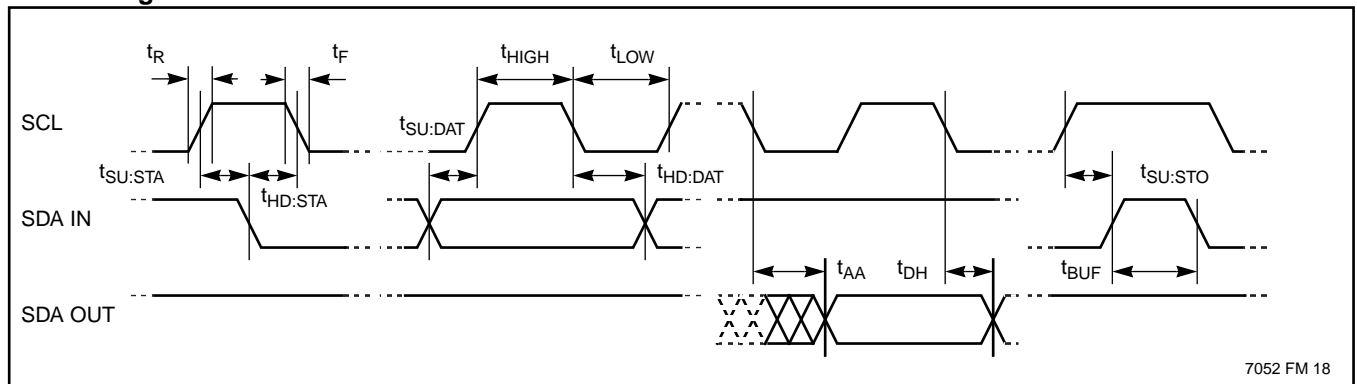 tR
tF
tHIGH
tLOW
SCL
tSU:DAT
tSU:STA
tHD:STA
tHD:DAT
tSU:STO
SDA IN
tAA
tDH
tBUF
SDA OUT
7052 FM 18